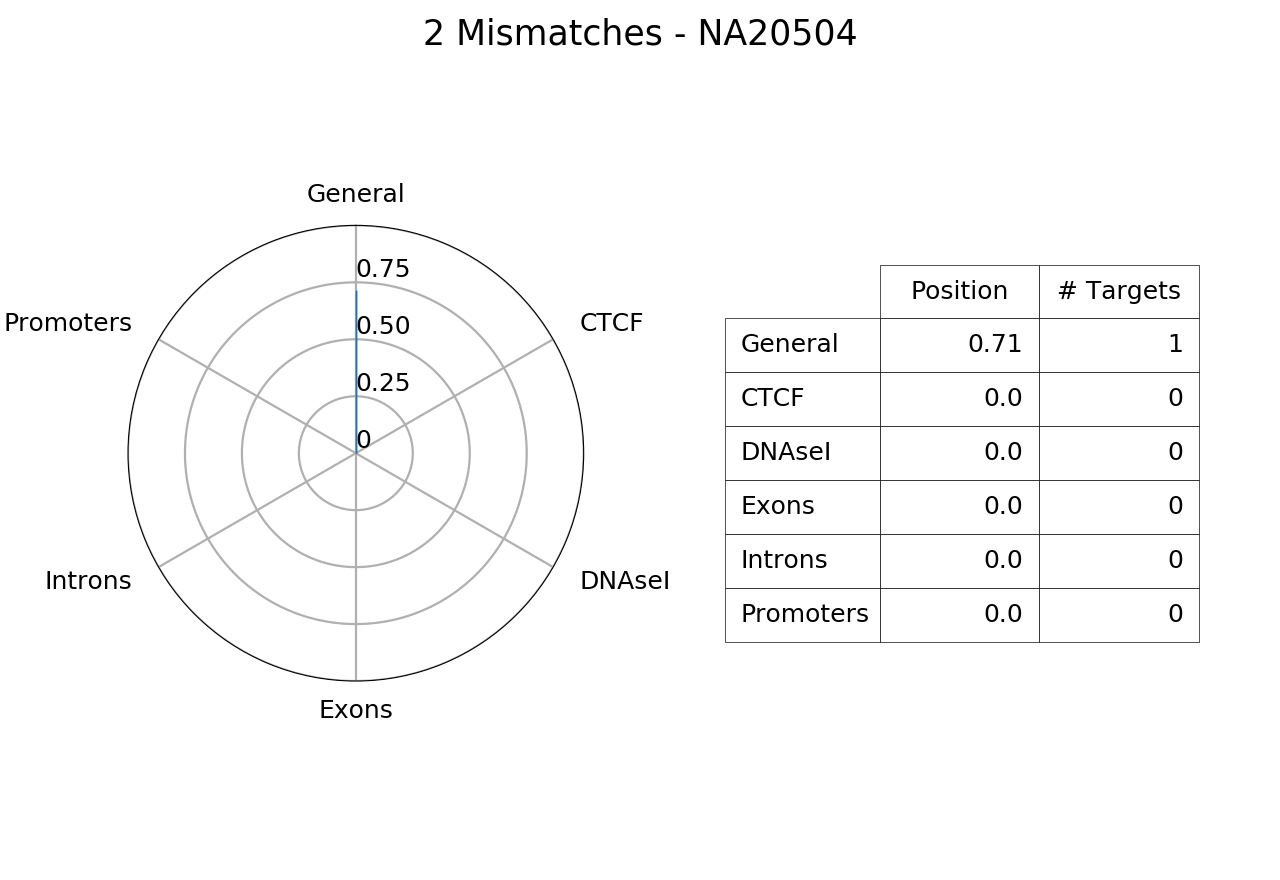 2 Mismatches - NA20504
General
Promoters
CTCF
0.75
0.50
0.25
0
Introns
DNAseI
Exons
Position # Targets
General 0.71 1
CTCF 0.0 0
DNAseI 0.0 0
Exons 0.0 0
Introns 0.0 0
Promoters 0.0 0